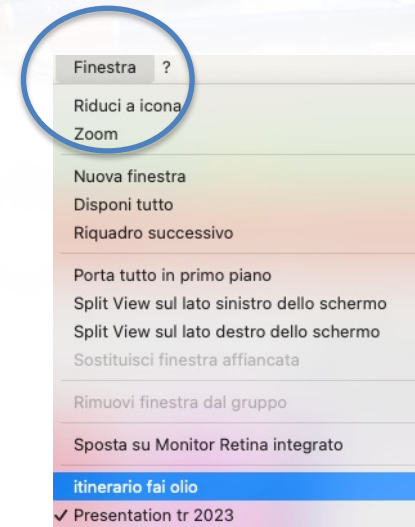 Finestra ?
Riduci a icona
Zoom
Nuova finestra
Disponi tutto
Riquadro successivo
Porta tutto in primo piano
Split View sul lato sinistro dello schermo
Split View sul lato destro dello schermo
Sostituisci finestra affiancata
Rimuovi finestra dal gruppo
Sposta su Monitor Retina integrato
itinerario fai olio
✓ Presentation tr 2023